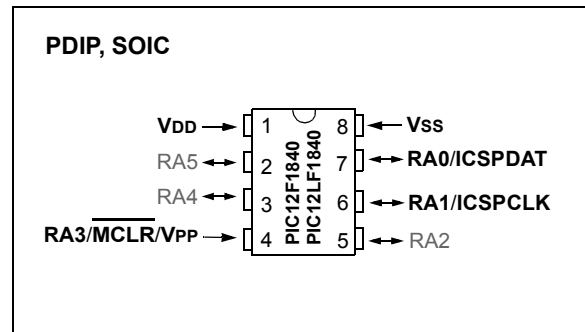 PDIP, SOIC
VDD 1 8 VSS
RA5 2 7 RA0/ICSPDAT
RA4 3 6 RA1/ICSPCLK
RA3/MCLR/VPP 4 5 RA2
PIC12F1840
PIC12LF1840